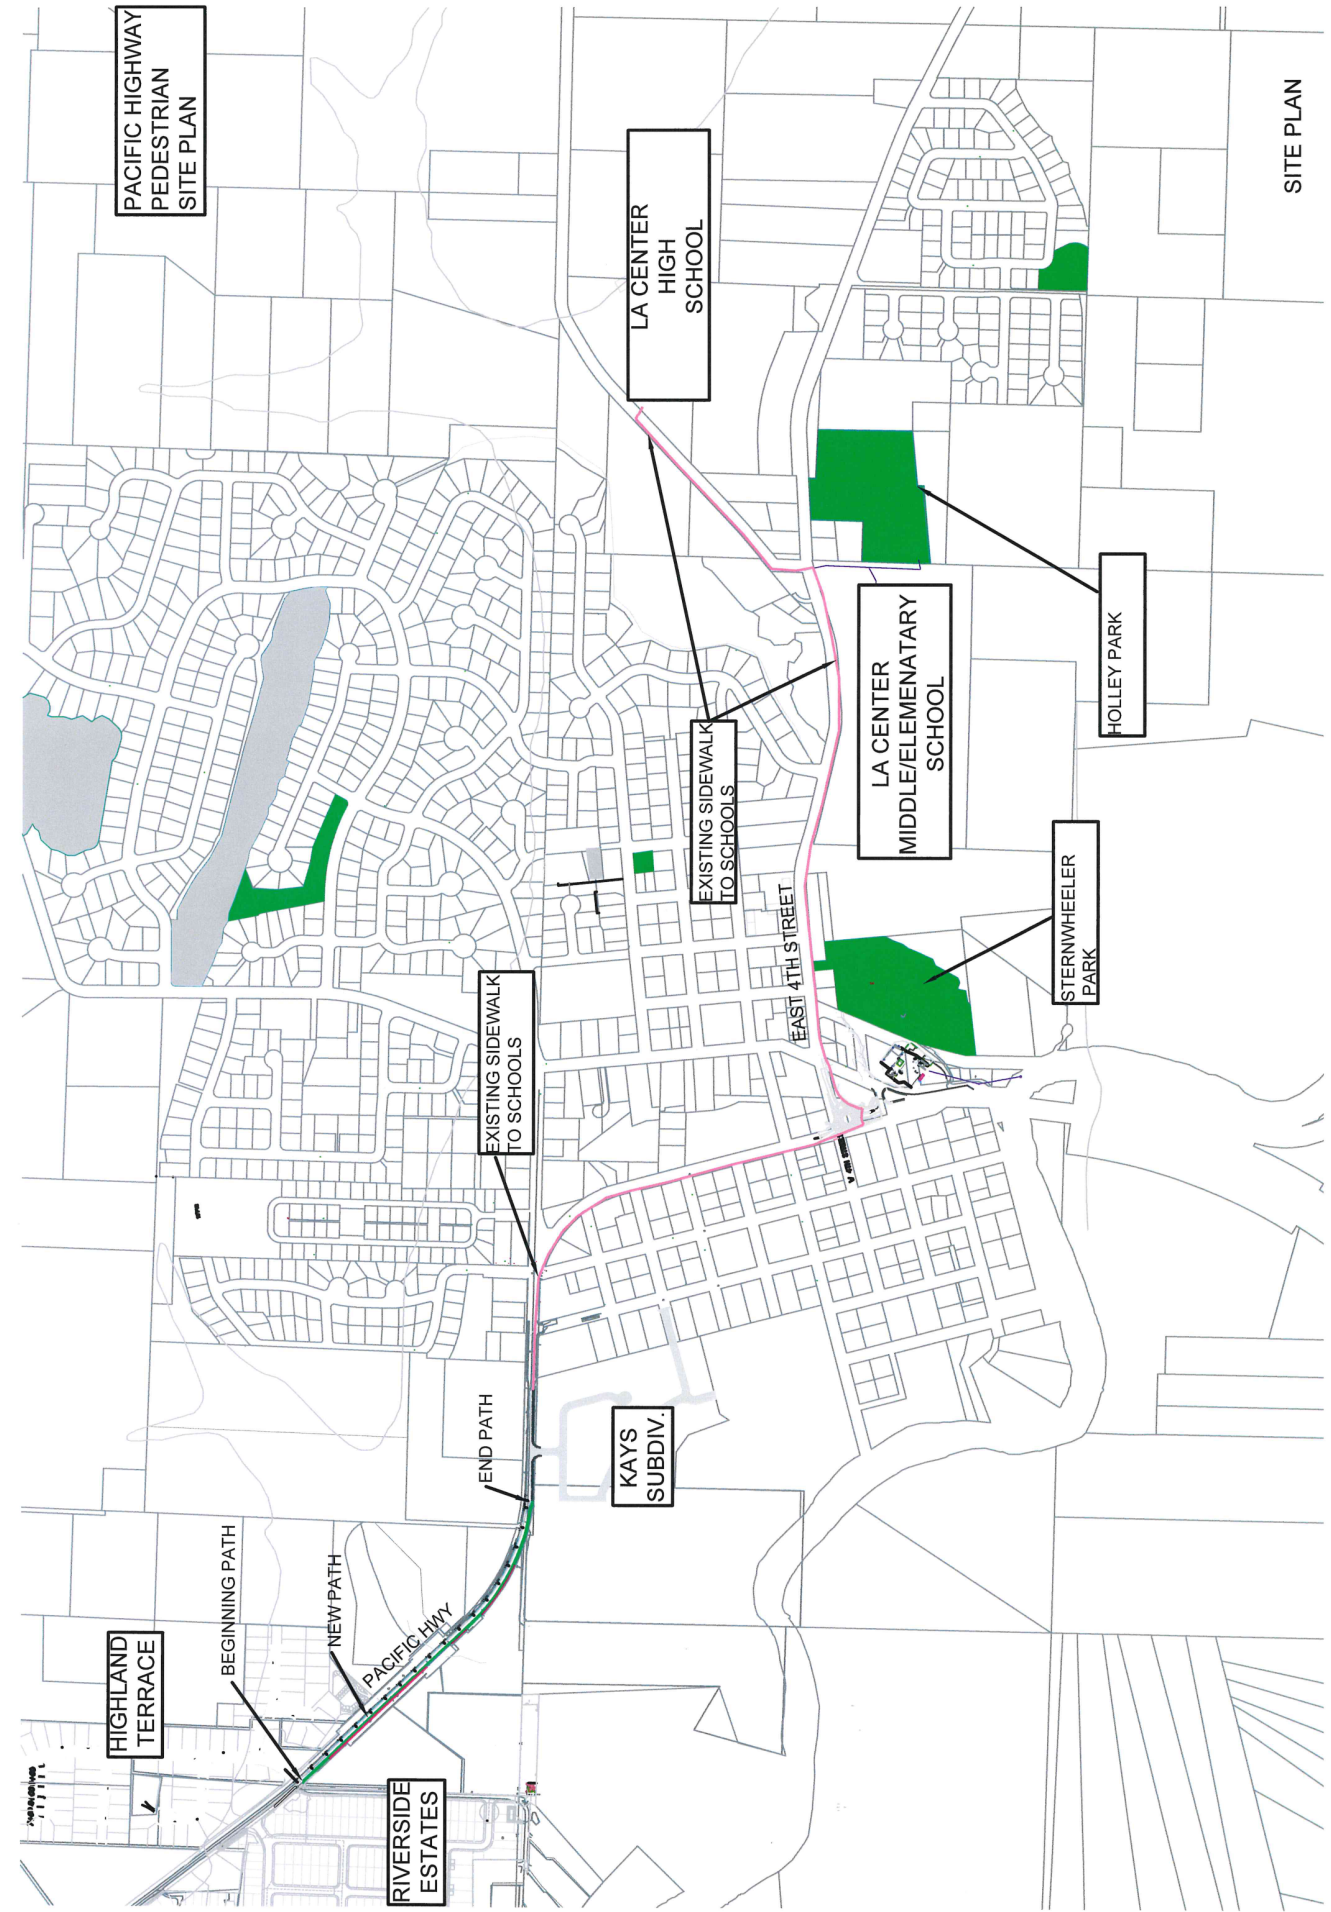 PACIFIC HIGHWAY
PEDESTRIAN
SITE PLAN
LA CENTER
HIGH
SCHOOL
SITE PLAN
EXISTING SIDEWALK
TO SCHOOLS
LA CENTER
MIDDLE/ELEMENATARY
SCHOOL
HOLLEY PARK
EXISTING SIDEWALK
TO SCHOOLS
EAST 4TH STREET
STERNWHEELER
PARK
END PATH
KAYS
SUBDIV.
HIGHLAND
TERRACE
BEGINNING PATH
NEW PATH
PACIFIC HWY
RIVERSIDE
ESTATES